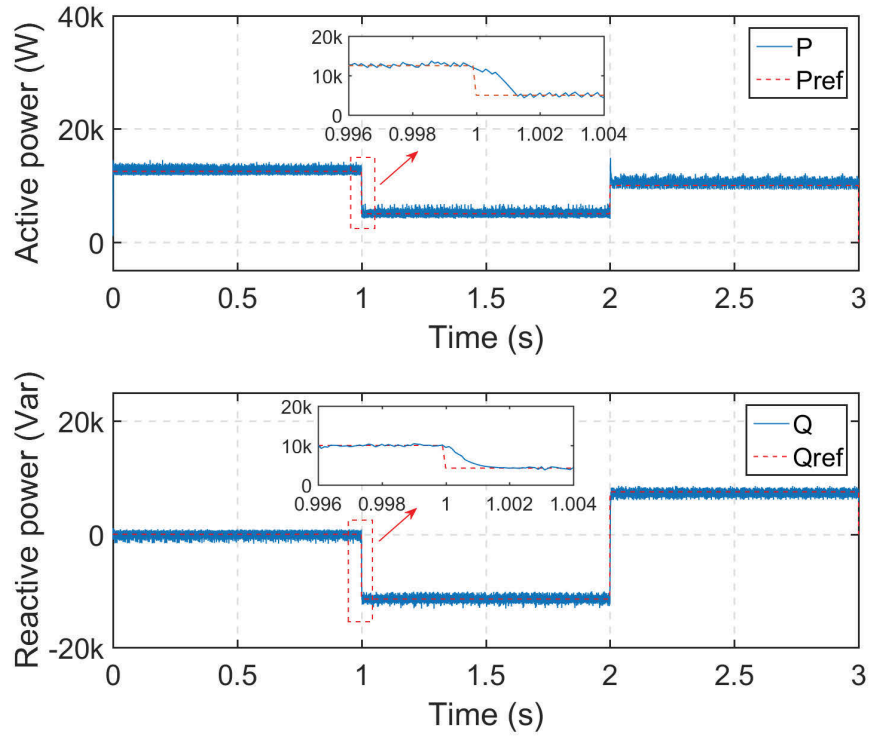 Active power (W)
40k
20k
0
20k
10k
0
0.996 0.998 1 1.002 1.004
P
Pref
0 0.5 1 1.5 2 2.5 3
Time (s)
Reactive power (Var)
20k
0
-20k
20k
10k
0
0.996 0.998 1 1.002 1.004
Q
Qref
0 0.5 1 1.5 2 2.5 3
Time (s)